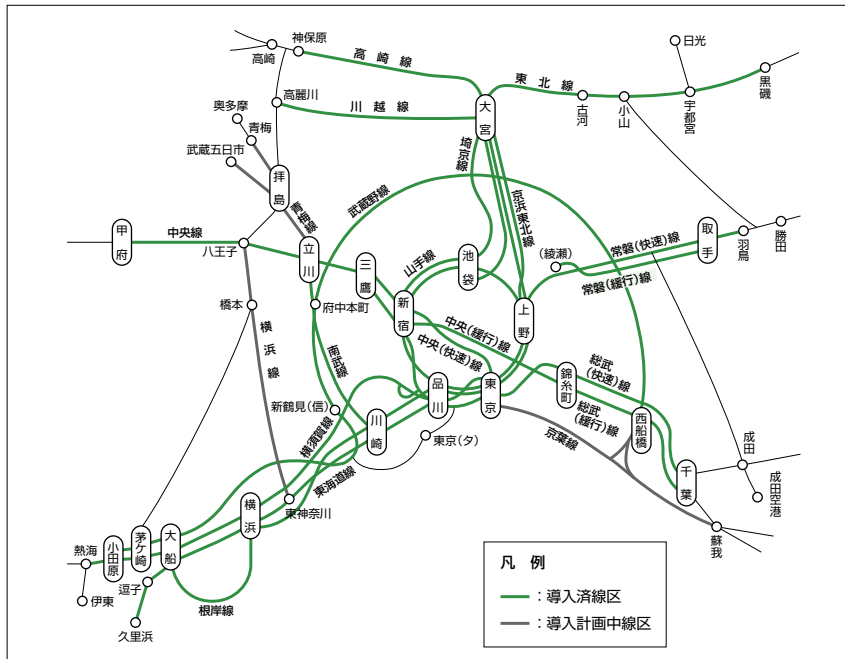 神保原
高崎
高崎線
日光
東北線
黒磯
大宮
古河
小山
宇都宮
高麗川
川越線
奥多摩
青梅
武蔵五日市
拝島
青梅線
埼京線
武蔵野線
京浜東北線
甲府
中央線
八王子
立川
三鷹
山手線
池袋
(綾瀬)
常磐(快速)線
常磐(緩行)線
取手
羽鳥
勝田
橋本
府中本町
新宿
上野
中央(緩行)線
中央(快速)線
横浜線
南武線
品川
東京
錦糸町
総武(快速)線
総武(緩行)線
西船橋
新鶴見(信)
横須賀線
川崎
東京(タ)
京葉線
千葉
成田
成田空港
東海道線
横浜
東神奈川
蘇我
熱海
小田原
茅ケ崎
大船
伊東
逗子
久里浜
根岸線
凡例
:導入済線区
:導入計画中線区